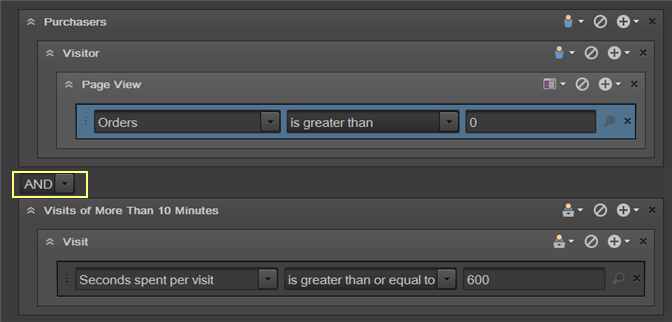 Purchasers
Visitor
Page View
Orders is greater than 0
AND
Visits of More Than 10 Minutes
Visit
Seconds spent per visit is greater than or equal to 600